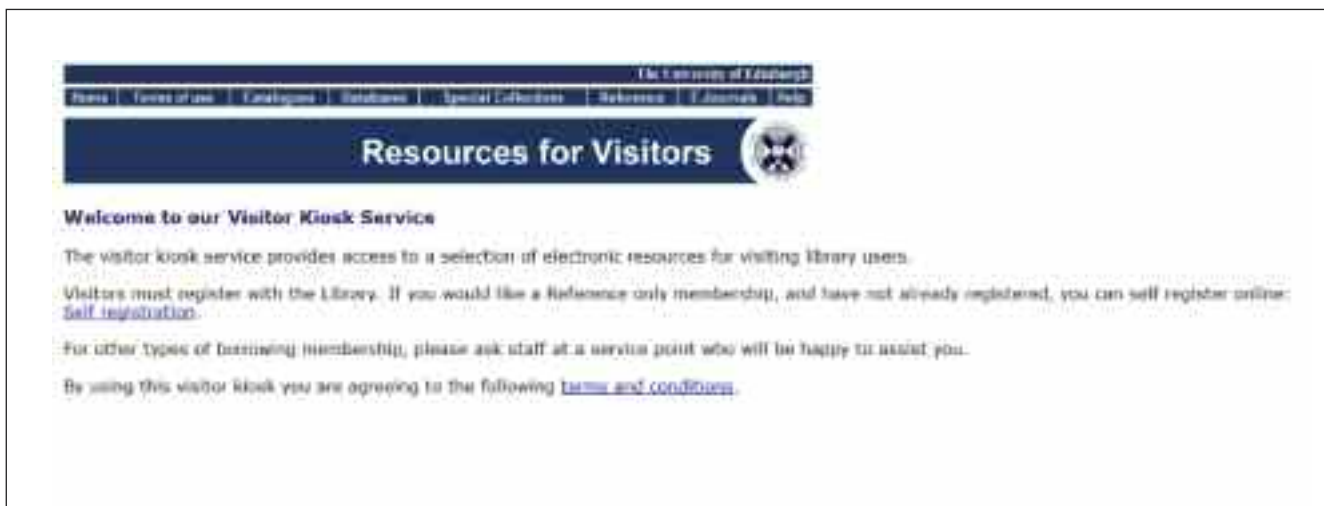 The University of Edinburgh
Home Terms of use Catalogues Databases Special Collections Reference E-Journals Help
Resources for Visitors
Welcome to our Visitor Kiosk Service
The visitor kiosk service provides access to a selection of electronic resources for visiting library users.
Visitors must register with the Library. If you would like a Reference only membership, and have not already registered, you can self register online:
Self registration.
For other types of borrowing membership, please ask staff at a service point who will be happy to assist you.
By using this visitor kiosk you are agreeing to the following terms and conditions.